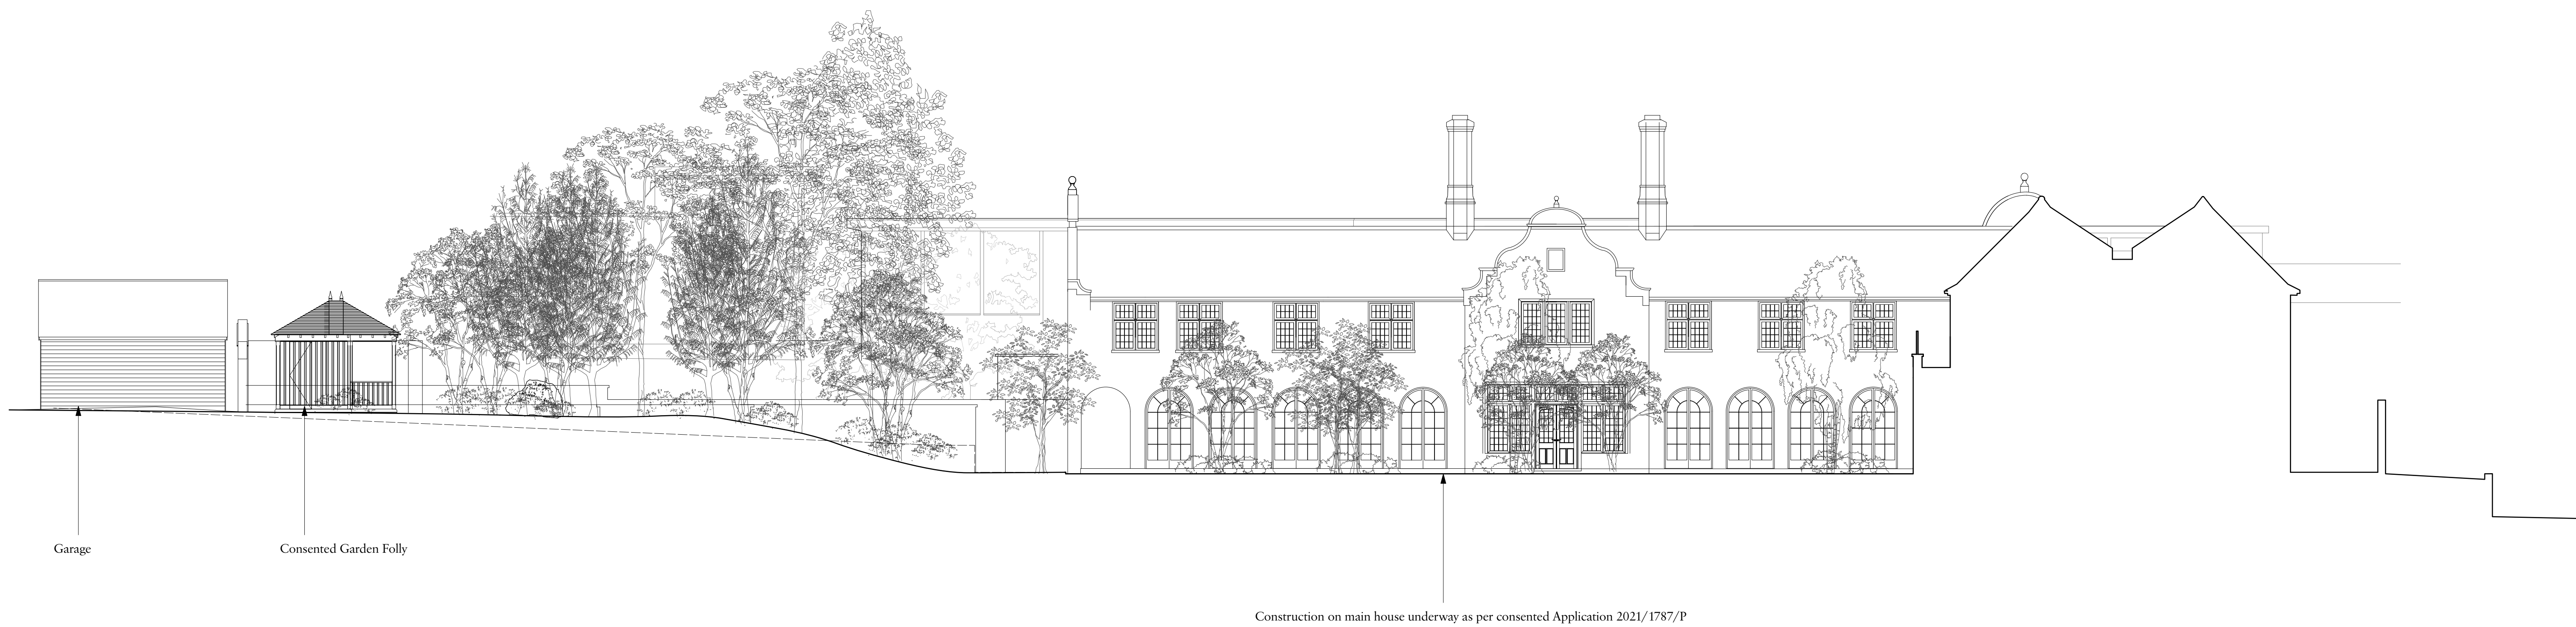 Garage
Consented Garden Folly
Construction on main house underway as per consented Application 2021/1787/P